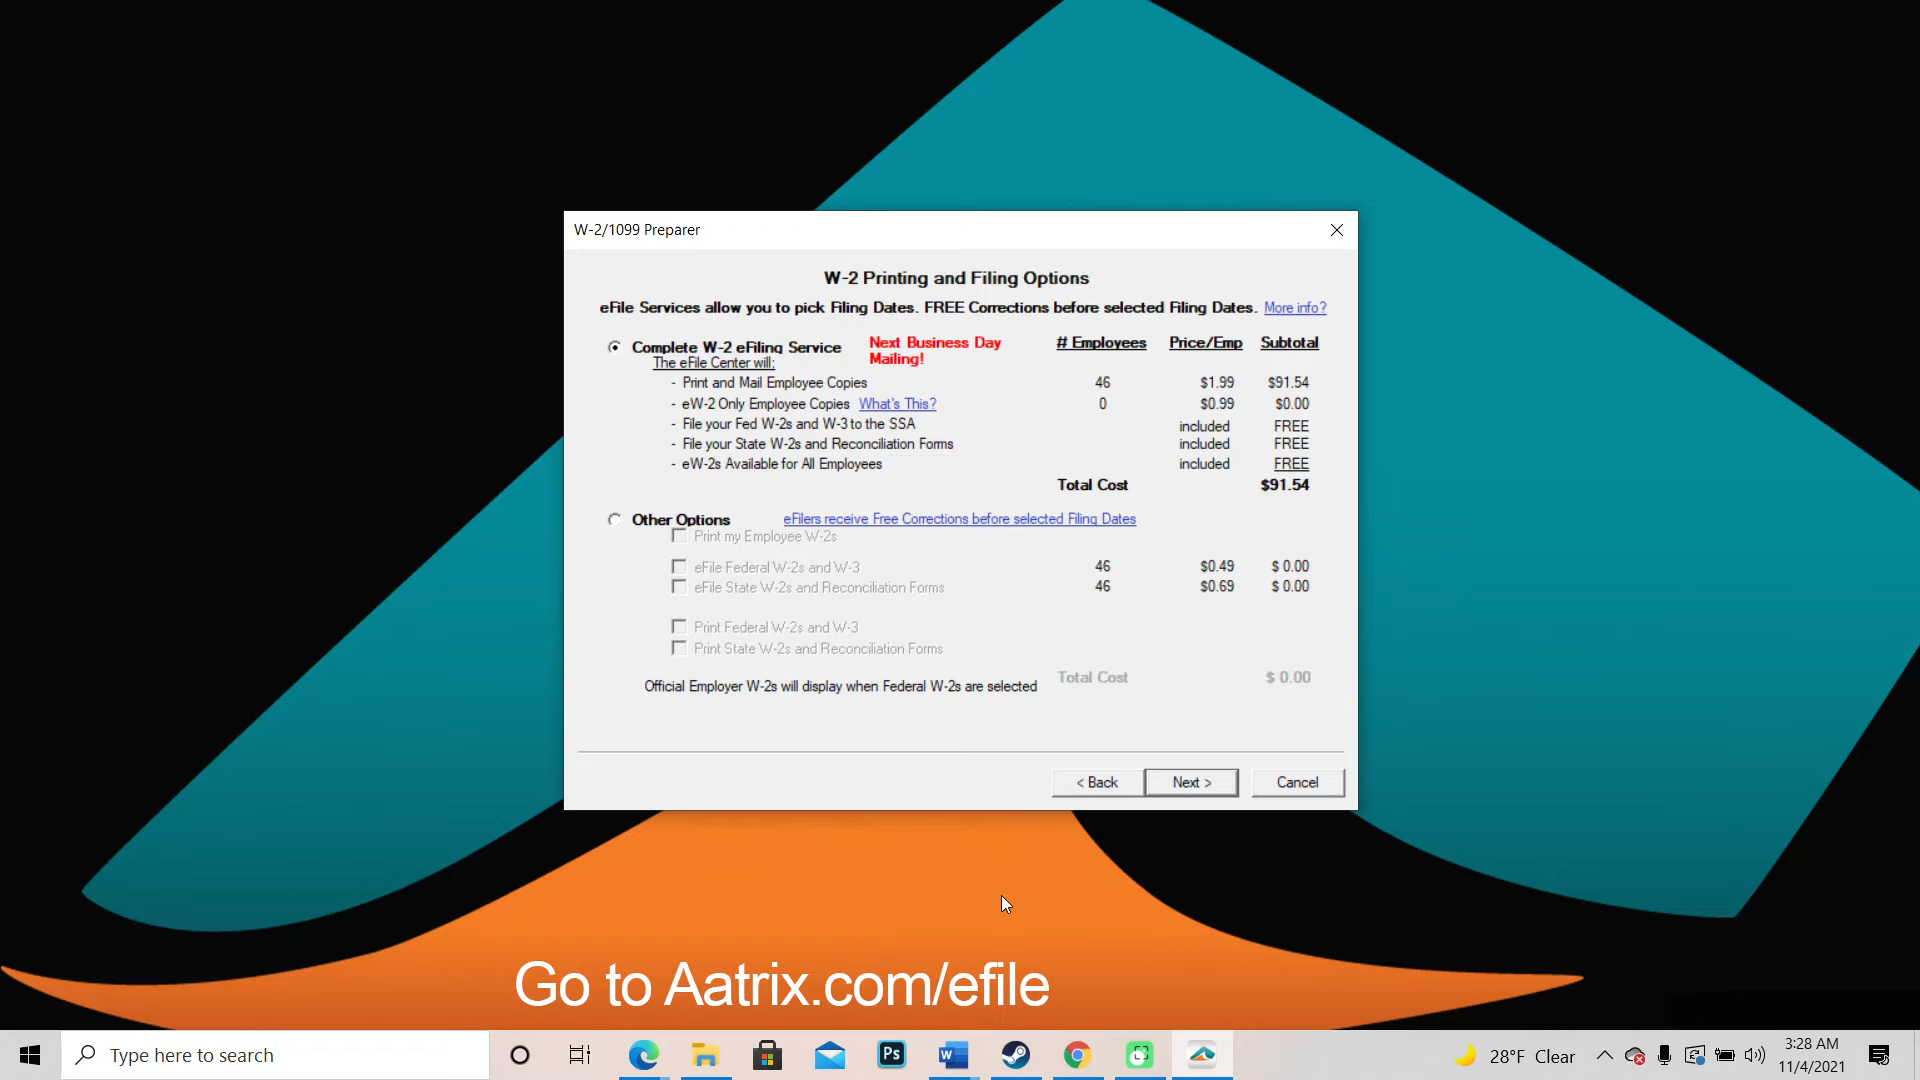 W-2/1099 Preparer
W-2 Printing and Filing Options
eFile Services allow you to pick Filing Dates. FREE Corrections before selected Filing Dates. More info?
Complete W-2 eFiling Service Next Business Day Mailing! # Employees Price/Emp Subtotal
The eFile Center will:
- Print and Mail Employee Copies 46 $1.99 $91.54
- eW-2 Only Employee Copies What's This? 0 $0.99 $0.00
- File your Fed W-2s and W-3 to the SSA included FREE
- File your State W-2s and Reconciliation Forms included FREE
- eW-2s Available for All Employees included FREE
Total Cost $91.54
Other Options eFilers receive Free Corrections before selected Filing Dates
Print my Employee W-2s
eFile Federal W-2s and W-3 46 $0.49 $ 0.00
eFile State W-2s and Reconciliation Forms 46 $0.69 $ 0.00
Print Federal W-2s and W-3
Print State W-2s and Reconciliation Forms
Official Employer W-2s will display when Federal W-2s are selected Total Cost $ 0.00
< Back Next > Cancel
Go to Aatrix.com/efile
Type here to search Ps W 28°F Clear 3:28 AM
11/4/2021